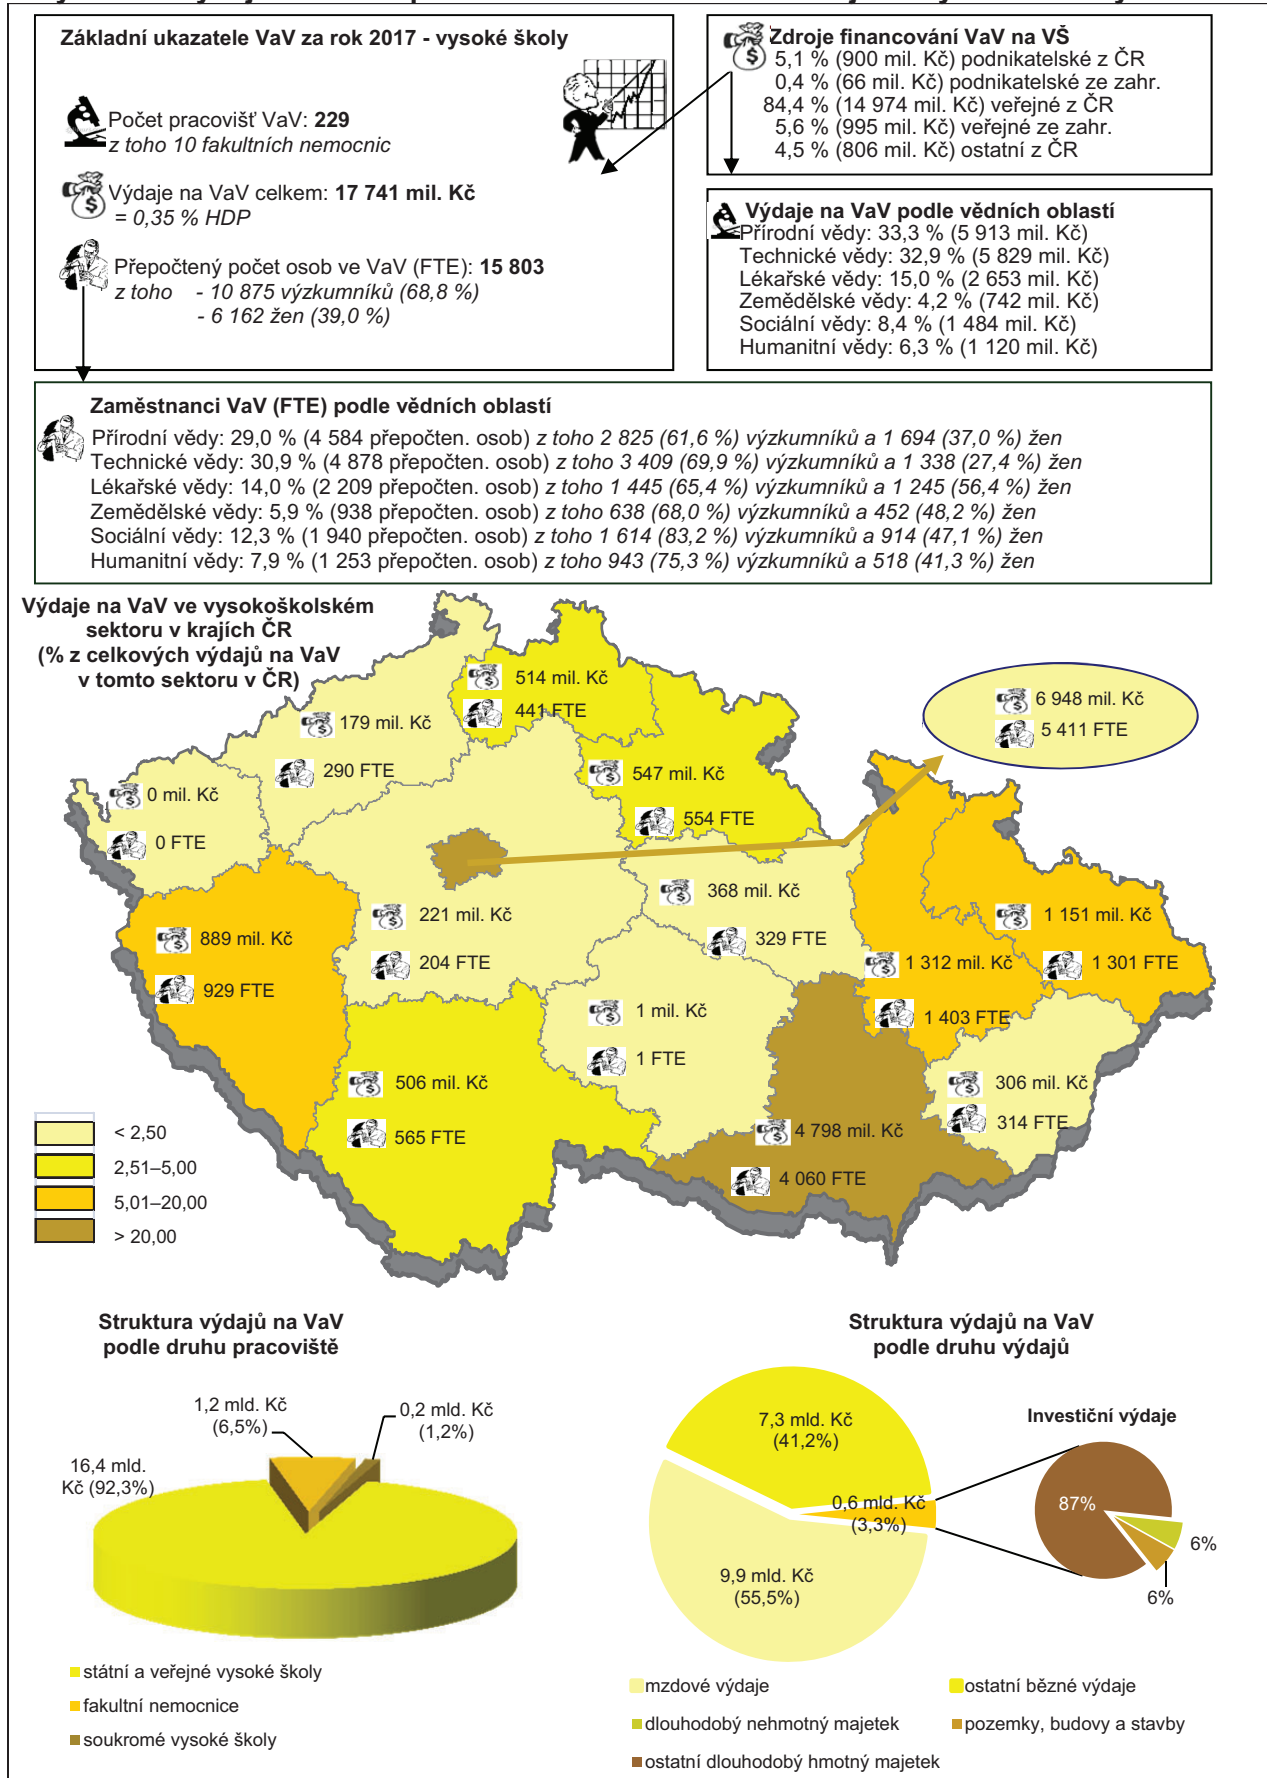 Základní ukazatele VaV za rok 2017 - vysoké školy
Počet pracovišť VaV: 229
z toho 10 fakultních nemocnic
Výdaje na VaV celkem: 17 741 mil. Kč
= 0,35 % HDP
Přepočtený počet osob ve VaV (FTE): 15 803
z toho - 10 875 výzkumníků (68,8 %)
- 6 162 žen (39,0 %)
Zdroje financování VaV na VŠ
5,1 % (900 mil. Kč) podnikatelské z ČR
0,4 % (66 mil. Kč) podnikatelské ze zahr.
84,4 % (14 974 mil. Kč) veřejné z ČR
5,6 % (995 mil. Kč) veřejné ze zahr.
4,5 % (806 mil. Kč) ostatní z ČR
Výdaje na VaV podle vědních oblastí
Přírodní vědy: 33,3 % (5 913 mil. Kč)
Technické vědy: 32,9 % (5 829 mil. Kč)
Lékařské vědy: 15,0 % (2 653 mil. Kč)
Zemědělské vědy: 4,2 % (742 mil. Kč)
Sociální vědy: 8,4 % (1 484 mil. Kč)
Humanitní vědy: 6,3 % (1 120 mil. Kč)
Zaměstnanci VaV (FTE) podle vědních oblastí
Přírodní vědy: 29,0 % (4 584 přepočten. osob) z toho 2 825 (61,6 %) výzkumníků a 1 694 (37,0 %) žen
Technické vědy: 30,9 % (4 878 přepočten. osob) z toho 3 409 (69,9 %) výzkumníků a 1 338 (27,4 %) žen
Lékařské vědy: 14,0 % (2 209 přepočten. osob) z toho 1 445 (65,4 %) výzkumníků a 1 245 (56,4 %) žen
Zemědělské vědy: 5,9 % (938 přepočten. osob) z toho 638 (68,0 %) výzkumníků a 452 (48,2 %) žen
Sociální vědy: 12,3 % (1 940 přepočten. osob) z toho 1 614 (83,2 %) výzkumníků a 914 (47,1 %) žen
Humanitní vědy: 7,9 % (1 253 přepočten. osob) z toho 943 (75,3 %) výzkumníků a 518 (41,3 %) žen
Výdaje na VaV ve vysokoškolském
sektoru v krajích ČR
(% z celkových výdajů na VaV
v tomto sektoru v ČR)
514 mil. Kč
441 FTE
6 948 mil. Kč
5 411 FTE
179 mil. Kč
290 FTE
547 mil. Kč
554 FTE
0 mil. Kč
0 FTE
368 mil. Kč
329 FTE
221 mil. Kč
204 FTE
1 151 mil. Kč
1 301 FTE
889 mil. Kč
929 FTE
1 312 mil. Kč
1 403 FTE
1 mil. Kč
1 FTE
506 mil. Kč
565 FTE
306 mil. Kč
314 FTE
4 798 mil. Kč
4 060 FTE
< 2,50
2,51–5,00
5,01–20,00
> 20,00
Struktura výdajů na VaV
podle druhu pracoviště
1,2 mld. Kč
(6,5%)
0,2 mld. Kč
(1,2%)
16,4 mld.
Kč (92,3%)
státní a veřejné vysoké školy
fakultní nemocnice
soukromé vysoké školy
Struktura výdajů na VaV
podle druhu výdajů
7,3 mld. Kč
(41,2%)
Investiční výdaje
0,6 mld. Kč
(3,3%)
87%
6%
6%
9,9 mld. Kč
(55,5%)
mzdové výdaje
ostatní bězné výdaje
dlouhodobý nehmotný majetek
pozemky, budovy a stavby
ostatní dlouhodobý hmotný majetek